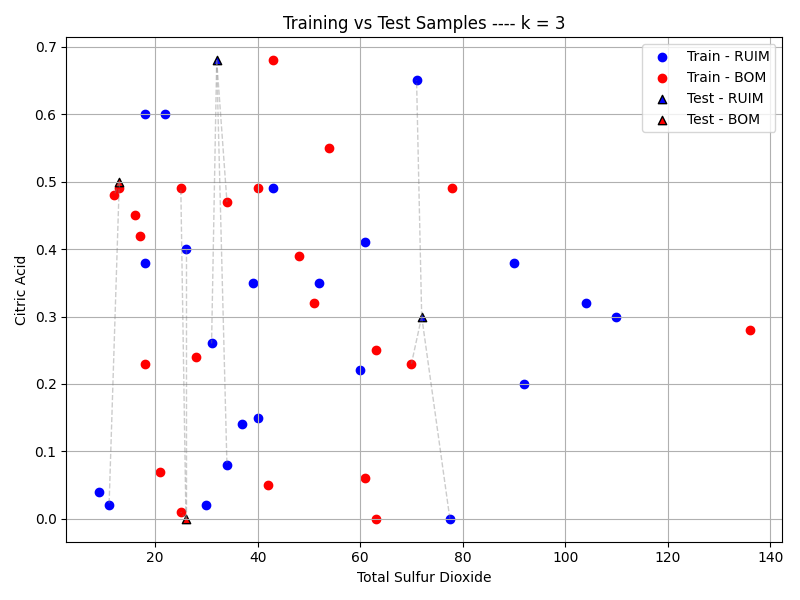 Training vs Test Samples ---- k = 3
Train - RUIM
Train - BOM
Test - RUIM
Test - BOM
Citric Acid
0.7
0.6
0.5
0.4
0.3
0.2
0.1
0.0
20 40 60 80 100 120 140
Total Sulfur Dioxide